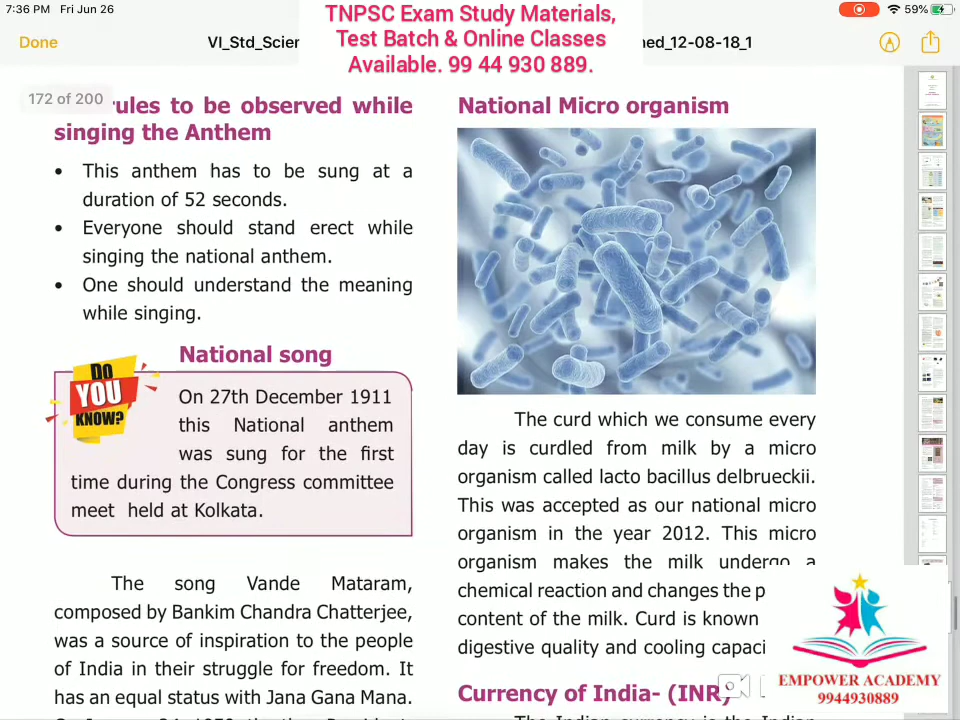 7:36 PM Fri Jun 26
59%
Done
VI_Std_Scien
TNPSC Exam Study Materials,
Test Batch & Online Classes
Available. 99 44 930 889.
ned_12-08-18_1
172 of 200
ules to be observed while
singing the Anthem
• This anthem has to be sung at a
duration of 52 seconds.
• Everyone should stand erect while
singing the national anthem.
• One should understand the meaning
while singing.
National song
DO
YOU
KNOW?
On 27th December 1911
this National anthem
was sung for the first
time during the Congress committee
meet held at Kolkata.
The song Vande Mataram,
composed by Bankim Chandra Chatterjee,
was a source of inspiration to the people
of India in their struggle for freedom. It
has an equal status with Jana Gana Mana.
National Micro organism
The curd which we consume every
day is curdled from milk by a micro
organism called lacto bacillus delbrueckii.
This was accepted as our national micro
organism in the year 2012. This micro
organism makes the milk undergo a
chemical reaction and changes the p
content of the milk. Curd is known
digestive quality and cooling capaci
Currency of India- (INR)
The Indian currency is the Indian
EMPOWER ACADEMY
9944930889